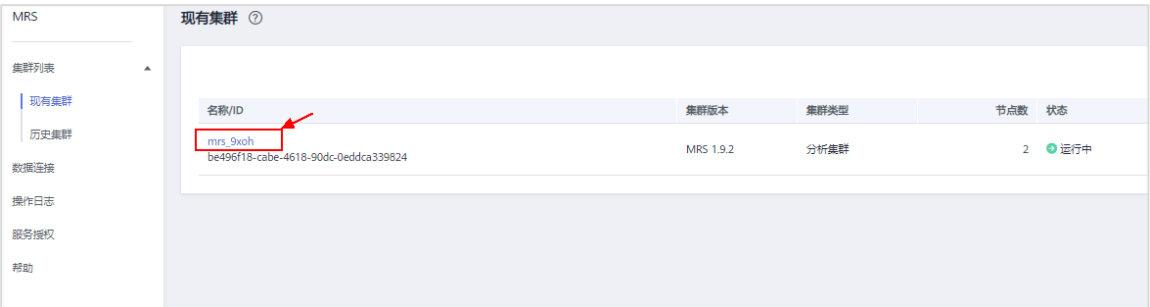 MRS
集群列表
现有集群
历史集群
数据连接
操作日志
服务授权
帮助
现有集群 ?
名称/ID 集群版本 集群类型 节点数 状态
mrs_9xoh
be496f18-cabe-4618-90dc-0eddca339824 MRS 1.9.2 分析集群 2 运行中